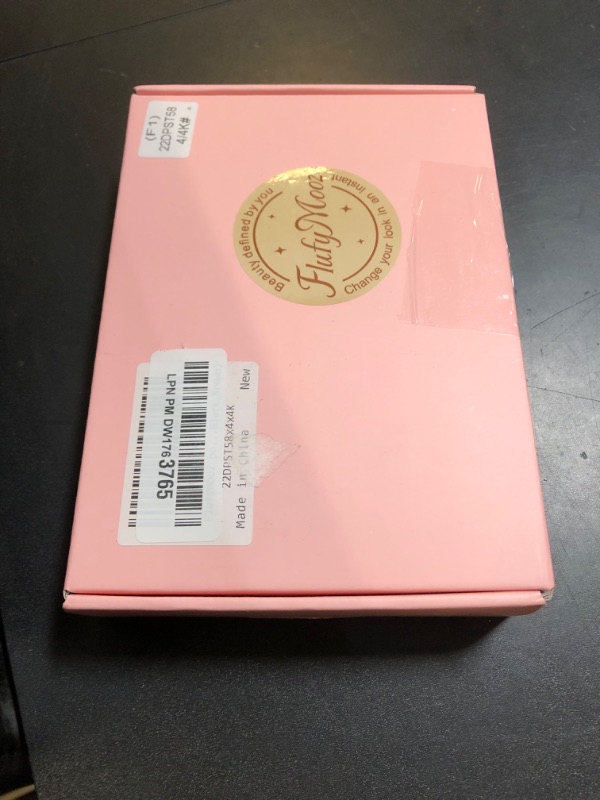 (F1)
22DPST58
4/4K#
Beauty defined by you
FlufyMooz
Change your look in an instant
LPN PM DW1763765
22DPST58x4x4K
Made in China New